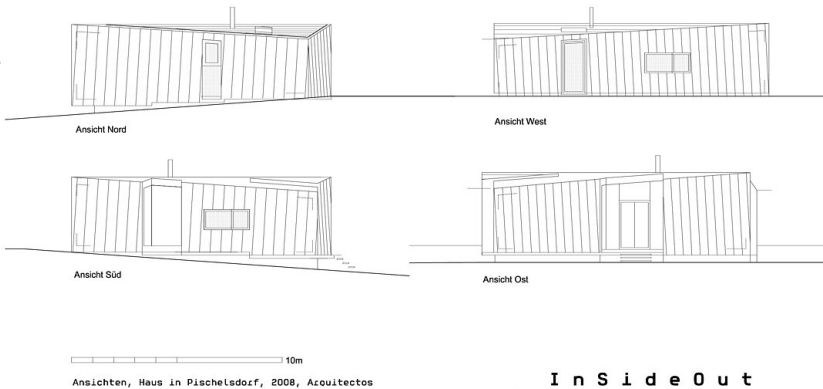 Ansicht Nord
Ansicht West
Ansicht Süd
Ansicht Ost
10m
Ansichten, Haus in Pischelsdorf, 2008, Arquitectos
InSideOut